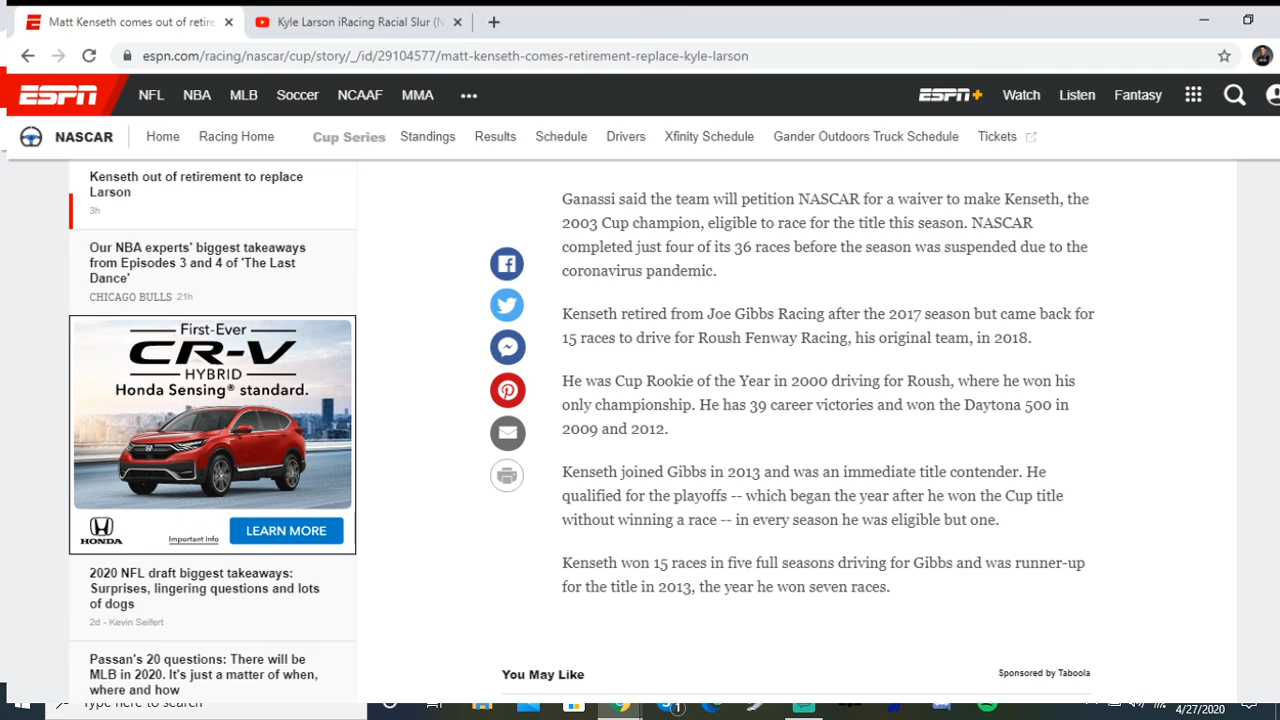 Matt Kenseth comes out of retire
Kyle Larson iRacing Racial Slur (N
espn.com/racing/nascar/cup/story/_/id/29104577/matt-kenseth-comes-retirement-replace-kyle-larson
ESPN NFL NBA MLB Soccer NCAAF MMA ••• ESPN+ Watch Listen Fantasy
NASCAR Home Racing Home Cup Series Standings Results Schedule Drivers Xfinity Schedule Gander Outdoors Truck Schedule Tickets
Kenseth out of retirement to replace
Larson
3h
Our NBA experts' biggest takeaways
from Episodes 3 and 4 of 'The Last
Dance'
CHICAGO BULLS 21h
First-Ever
CR-V
HYBRID
Honda Sensing® standard.
HONDA
Important Info
LEARN MORE
2020 NFL draft biggest takeaways:
Surprises, lingering questions and lots
of dogs
2d - Kevin Seifert
Passan's 20 questions: There will be
MLB in 2020. It's just a matter of when,
where and how
Ganassi said the team will petition NASCAR for a waiver to make Kenseth, the
2003 Cup champion, eligible to race for the title this season. NASCAR
completed just four of its 36 races before the season was suspended due to the
coronavirus pandemic.
Kenseth retired from Joe Gibbs Racing after the 2017 season but came back for
15 races to drive for Roush Fenway Racing, his original team, in 2018.
He was Cup Rookie of the Year in 2000 driving for Roush, where he won his
only championship. He has 39 career victories and won the Daytona 500 in
2009 and 2012.
Kenseth joined Gibbs in 2013 and was an immediate title contender. He
qualified for the playoffs -- which began the year after he won the Cup title
without winning a race -- in every season he was eligible but one.
Kenseth won 15 races in five full seasons driving for Gibbs and was runner-up
for the title in 2013, the year he won seven races.
You May Like
Sponsored by Taboola
Type here to search
4/27/2020